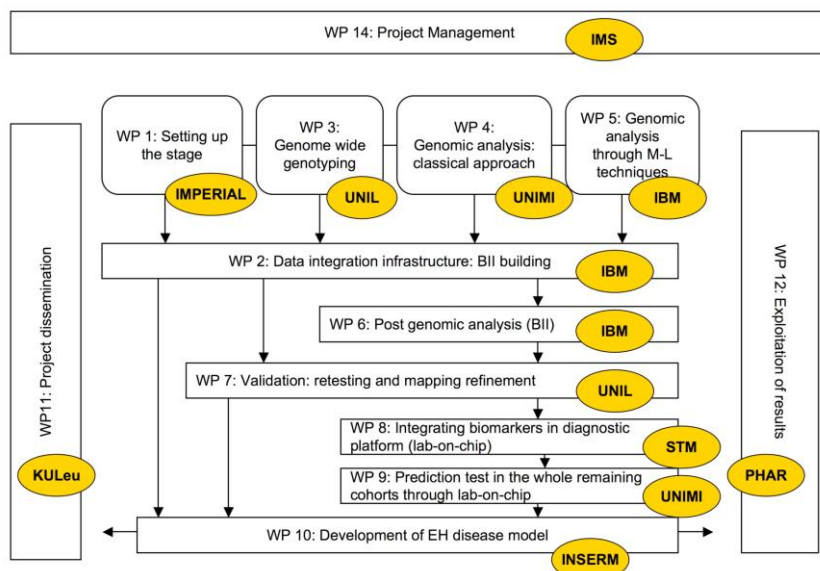 WP 14: Project Management
IMS
WP 1: Setting up
the stage
IMPERIAL
WP 3:
Genome wide
genotyping
UNIL
WP 4:
Genomic analysis:
classical approach
UNIMI
WP 5: Genomic
analysis
through M-L
techniques
IBM
WP 2: Data integration infrastructure: BII building
IBM
WP 6: Post genomic analysis (BII)
IBM
WP 7: Validation: retesting and mapping refinement
UNIL
WP 8: Integrating biomarkers in diagnostic
platform (lab-on-chip)
STM
WP 9: Prediction test in the whole remaining
cohorts through lab-on-chip
UNIMI
WP 10: Development of EH disease model
INSERM
WP11: Project dissemination
KULeu
WP 12: Exploitation of
results
PHAR